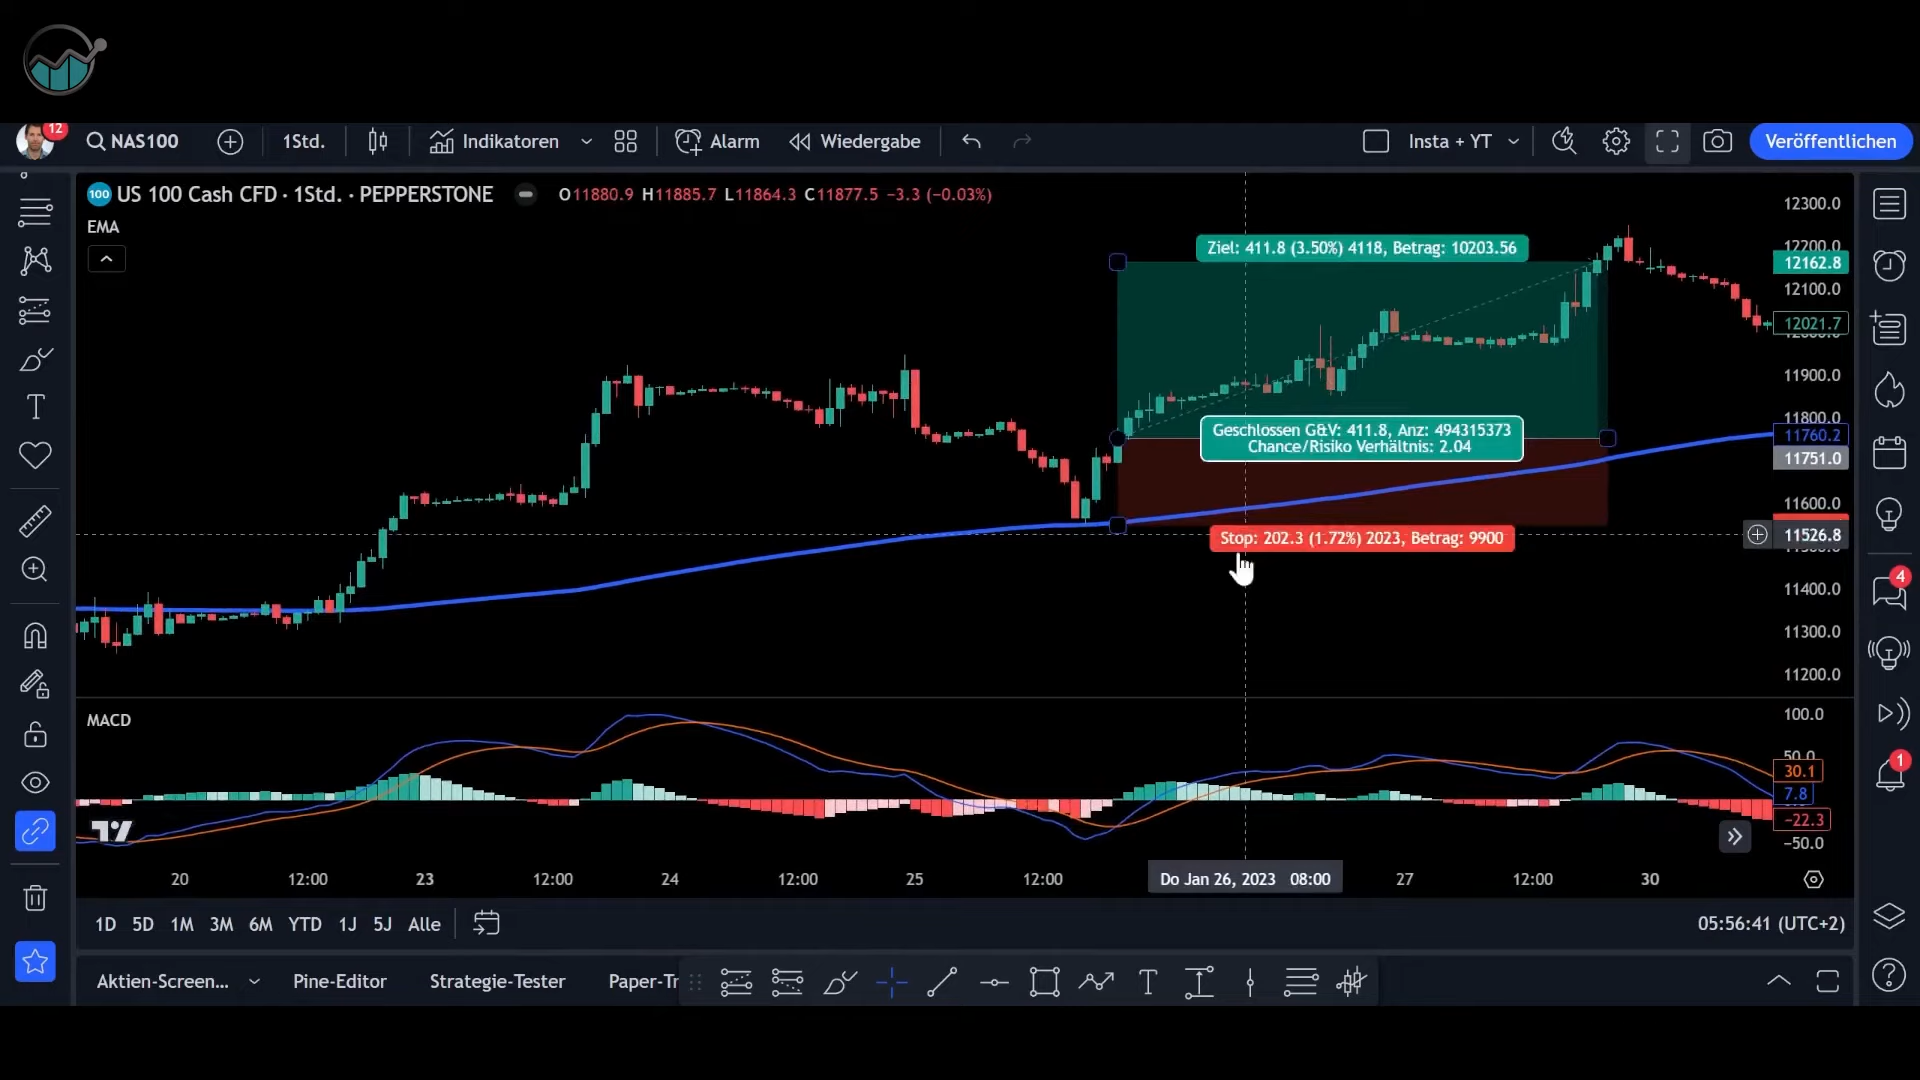 12
NAS100
1Std.
Indikatoren
Alarm
Wiedergabe
Insta + YT
Veröffentlichen
100 US 100 Cash CFD · 1Std. · PEPPERSTONE
O11880.9 H11885.7 L11864.3 C11877.5 −3.3 (−0.03%)
EMA
Ziel: 411.8 (3.50%) 4118, Betrag: 10203.56
Geschlossen G&V: 411.8, Anz: 494315373
Chance/Risiko Verhältnis: 2.04
Stop: 202.3 (1.72%) 2023, Betrag: 9900
12300.0
12200.0
12162.8
12100.0
12021.7
11900.0
11800.0
11760.2
11751.0
11600.0
11526.8
11400.0
11300.0
11200.0
MACD
100.0
50.0
30.1
7.8
−22.3
−50.0
20
12:00
23
12:00
24
12:00
25
12:00
Do Jan 26, 2023 08:00
27
12:00
30
4
1
1D 5D 1M 3M 6M YTD 1J 5J Alle
05:56:41 (UTC+2)
Aktien-Screen...
Pine-Editor
Strategie-Tester
Paper-Tr